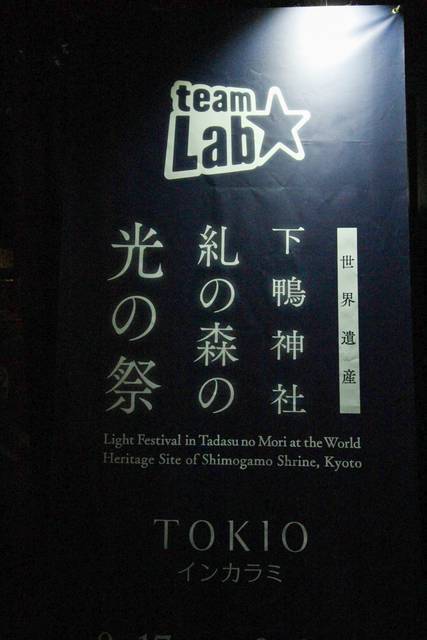 team
Lab
世界遺産
下鴨神社
糺の森の
光の祭
Light Festival in Tadasu no Mori at the World
Heritage Site of Shimogamo Shrine, Kyoto
TOKIO
インカラミ